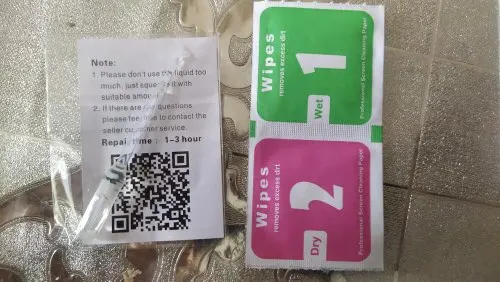 Note:
1. Please don't use the liquid too
much, just squeeze it with
suitable amount.
2. If there are any questions
please feel free to contact the
seller customer service.
Repair time : 1-3 hour
Wipes
removes excess dirt
Wet
1
Professional Screen Cleaning Paper
Wipes
removes excess dirt
Dry
2
Professional Screen Cleaning Paper